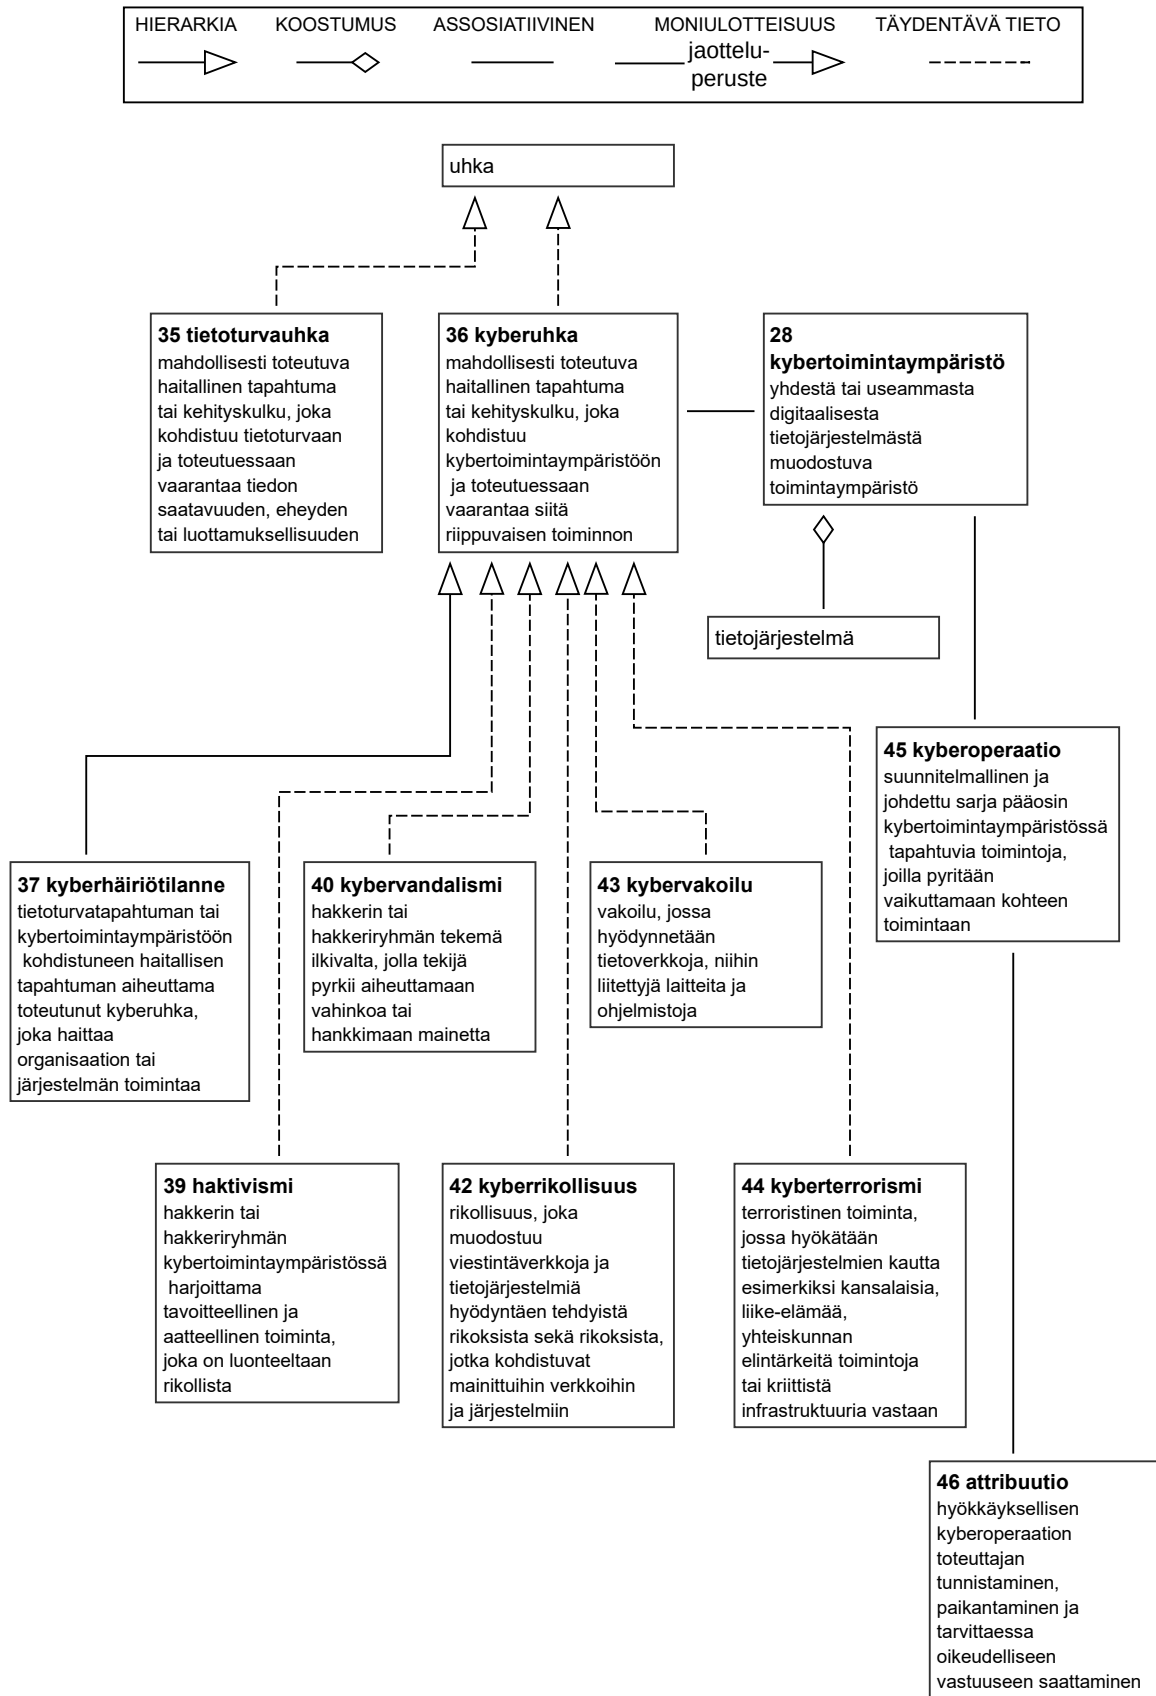 HIERARKIA KOOSTUMUS ASSOSIATIIVINEN MONIULOTTEISUUS TÄYDENTÄVÄ TIETO
jaottelu-
peruste
uhka
35 tietoturvauhka
mahdollisesti toteutuva
haitallinen tapahtuma
tai kehityskulku, joka
kohdistuu tietoturvaan
ja toteutuessaan
vaarantaa tiedon
saatavuuden, eheyden
tai luottamuksellisuuden
36 kyberuhka
mahdollisesti toteutuva
haitallinen tapahtuma
tai kehityskulku, joka
kohdistuu
kybertoimintaympäristöön
ja toteutuessaan
vaarantaa siitä
riippuvaisen toiminnon
28
kybertoimintaympäristö
yhdestä tai useammasta
digitaalisesta
tietojärjestelmästä
muodostuva
toimintaympäristö
tietojärjestelmä
45 kyberoperaatio
suunnitelmallinen ja
johdettu sarja pääosin
kybertoimintaympäristössä
tapahtuvia toimintoja,
joilla pyritään
vaikuttamaan kohteen
toimintaan
37 kyberhäiriötilanne
tietoturvatapahtuman tai
kybertoimintaympäristöön
kohdistuneen haitallisen
tapahtuman aiheuttama
toteutunut kyberuhka,
joka haittaa
organisaation tai
järjestelmän toimintaa
40 kybervandalismi
hakkerin tai
hakkeriryhmän tekemä
ilkivalta, jolla tekijä
pyrkii aiheuttamaan
vahinkoa tai
hankkimaan mainetta
43 kybervakoilu
vakoilu, jossa
hyödynnetään
tietoverkkoja, niihin
liitettyjä laitteita ja
ohjelmistoja
39 haktivismi
hakkerin tai
hakkeriryhmän
kybertoimintaympäristössä
harjoittama
tavoitteellinen ja
aatteellinen toiminta,
joka on luonteeltaan
rikollista
42 kyberrikollisuus
rikollisuus, joka
muodostuu
viestintäverkkoja ja
tietojärjestelmiä
hyödyntäen tehdyistä
rikoksista sekä rikoksista,
jotka kohdistuvat
mainittuihin verkkoihin
ja järjestelmiin
44 kyberterrorismi
terroristinen toiminta,
jossa hyökätään
tietojärjestelmien kautta
esimerkiksi kansalaisia,
liike-elämää,
yhteiskunnan
elintärkeitä toimintoja
tai kriittistä
infrastruktuuria vastaan
46 attribuutio
hyökkäyksellisen
kyberoperaation
toteuttajan
tunnistaminen,
paikantaminen ja
tarvittaessa
oikeudelliseen
vastuuseen saattaminen